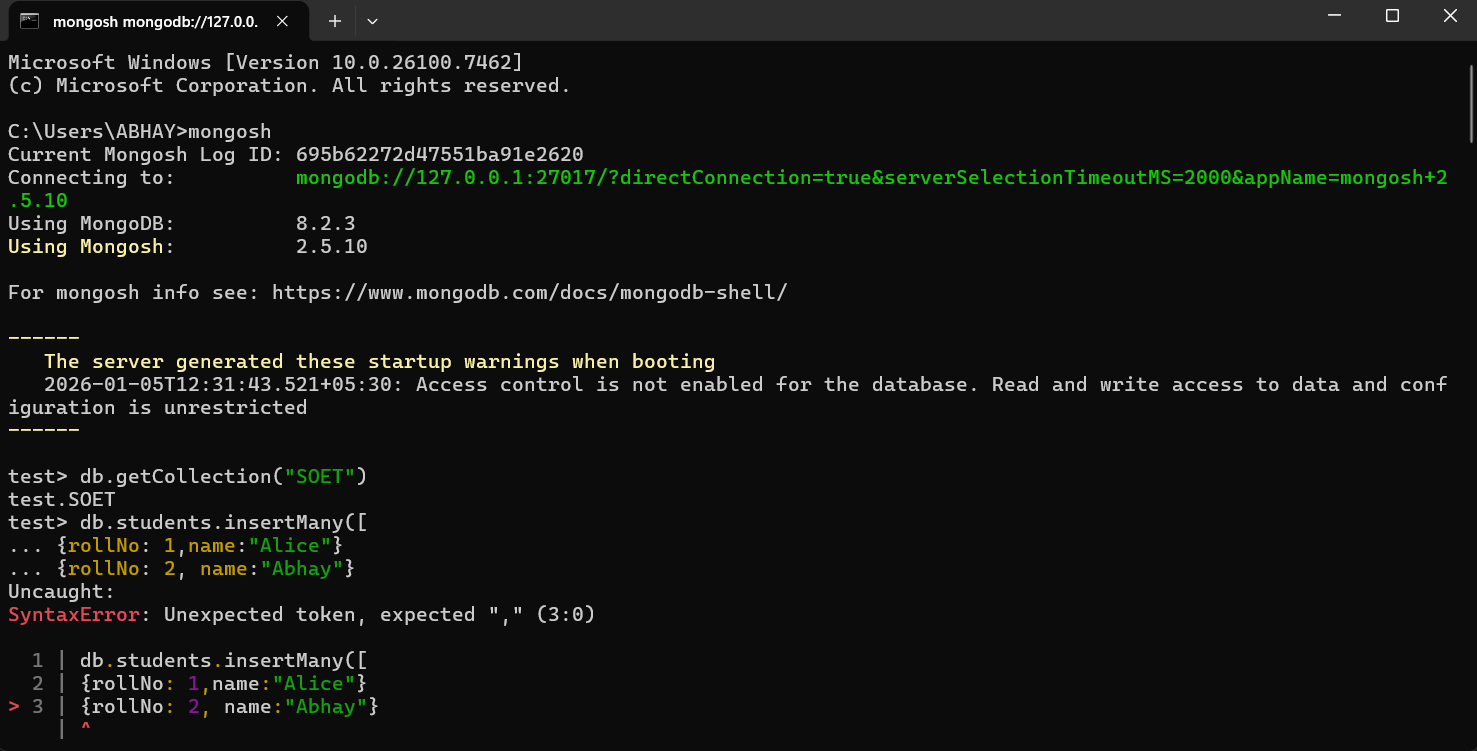 mongosh mongodb://127.0.0.
Microsoft Windows [Version 10.0.26100.7462]
(c) Microsoft Corporation. All rights reserved.
C:\Users\ABHAY>mongosh
Current Mongosh Log ID: 695b62272d47551ba91e2620
Connecting to:          mongodb://127.0.0.1:27017/?directConnection=true&serverSelectionTimeoutMS=2000&appName=mongosh+2
.5.10
Using MongoDB:          8.2.3
Using Mongosh:          2.5.10
For mongosh info see: https://www.mongodb.com/docs/mongodb-shell/
------
   The server generated these startup warnings when booting
   2026-01-05T12:31:43.521+05:30: Access control is not enabled for the database. Read and write access to data and conf
iguration is unrestricted
------
test> db.getCollection("SOET")
test.SOET
test> db.students.insertMany([
... {rollNo: 1,name:"Alice"}
... {rollNo: 2, name:"Abhay"}
Uncaught:
SyntaxError: Unexpected token, expected "," (3:0)
  1 | db.students.insertMany([
  2 | {rollNo: 1,name:"Alice"}
> 3 | {rollNo: 2, name:"Abhay"}
    | ^